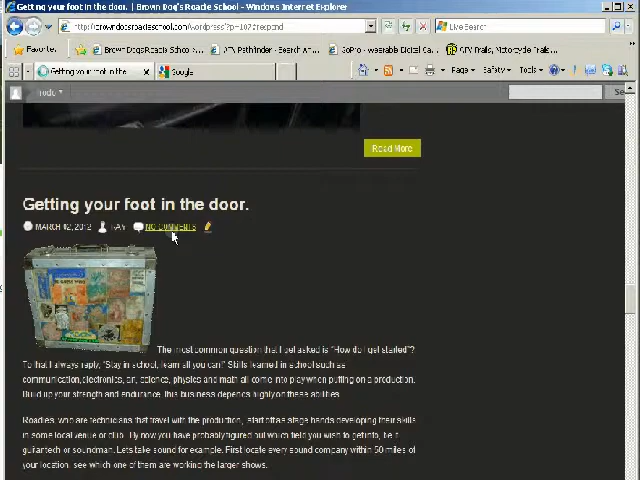 Getting your foot in the door. | Brown Dog's Roadie School - Windows Internet Explorer
http://browndogsroadieschool.com/wordpress/?p=107#respond
Live Search
Favorites
Brown DogsRoadie School...
ATV Pathfinder - Search An...
GoPro - wearable Digital Ca...
ATV Trails, Motorcycle Trails...
Getting your foot in the ...
Google
Page
Safety
Tools
Read More
Getting your foot in the door.
MARCH 12, 2012
RAY
NO COMMENTS
The most common question that I get asked is "How do I get started"?
To that I always reply, "Stay in school, learn all you can!" Skills learned in school such as
communication,electronics, art, science, physics and math all come into play when putting on a production.
Build up your strength and endurance, this business depends highly on these abilities.
Roadies, who are technicians that travel with the production, start off as stage hands developing their skills
in some local venue or club. By now you have probably figured out which field you wish to get into, be it
guitar tech or soundman. Lets take sound for example. First locate every sound company within 50 miles of
your location, see which one of them are working the larger shows.